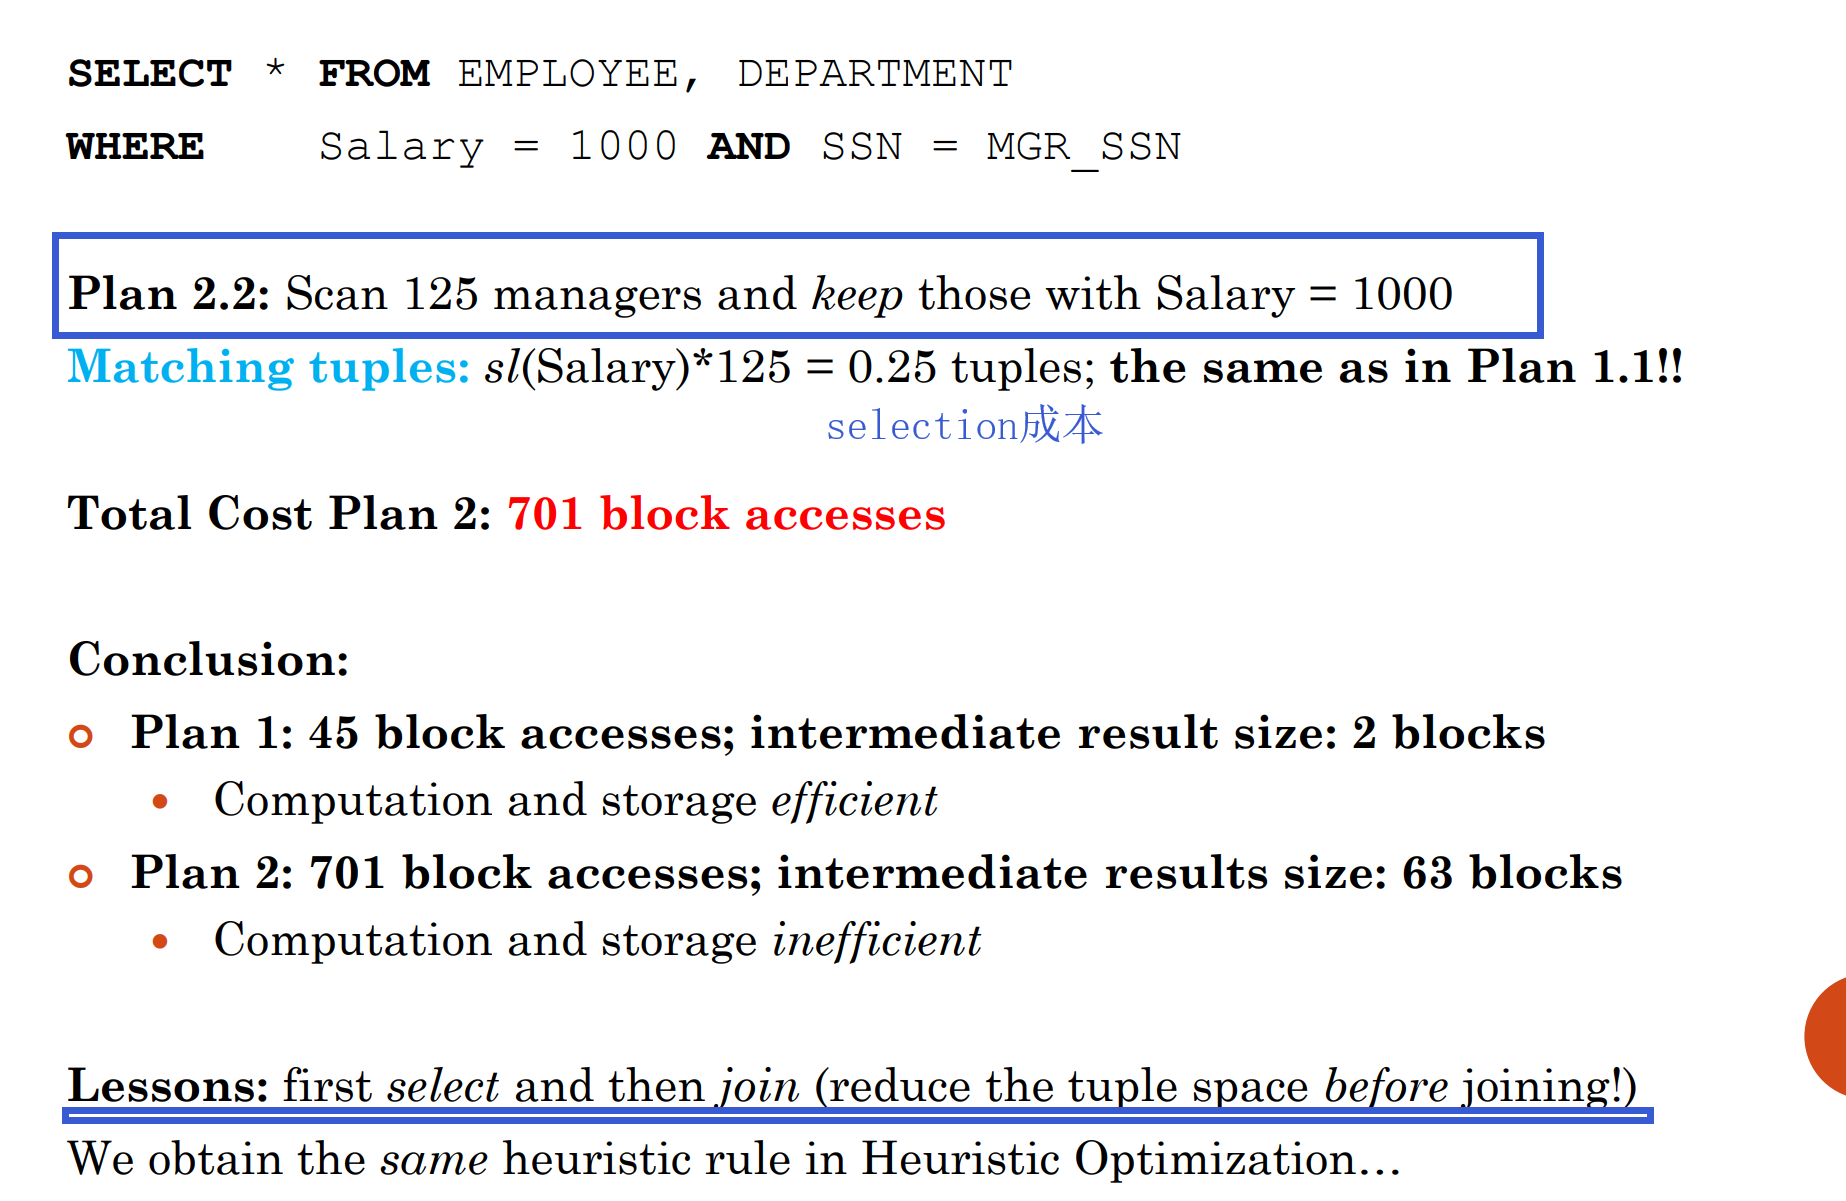 SELECT * FROM EMPLOYEE, DEPARTMENT
WHERE Salary = 1000 AND SSN = MGR_SSN
Plan 2.2: Scan 125 managers and keep those with Salary = 1000
Matching tuples: sl(Salary)*125 = 0.25 tuples; the same as in Plan 1.1!!
selection成本
Total Cost Plan 2: 701 block accesses
Conclusion:
Plan 1: 45 block accesses; intermediate result size: 2 blocks
• Computation and storage efficient
Plan 2: 701 block accesses; intermediate results size: 63 blocks
• Computation and storage inefficient
Lessons: first select and then join (reduce the tuple space before joining!)
We obtain the same heuristic rule in Heuristic Optimization…